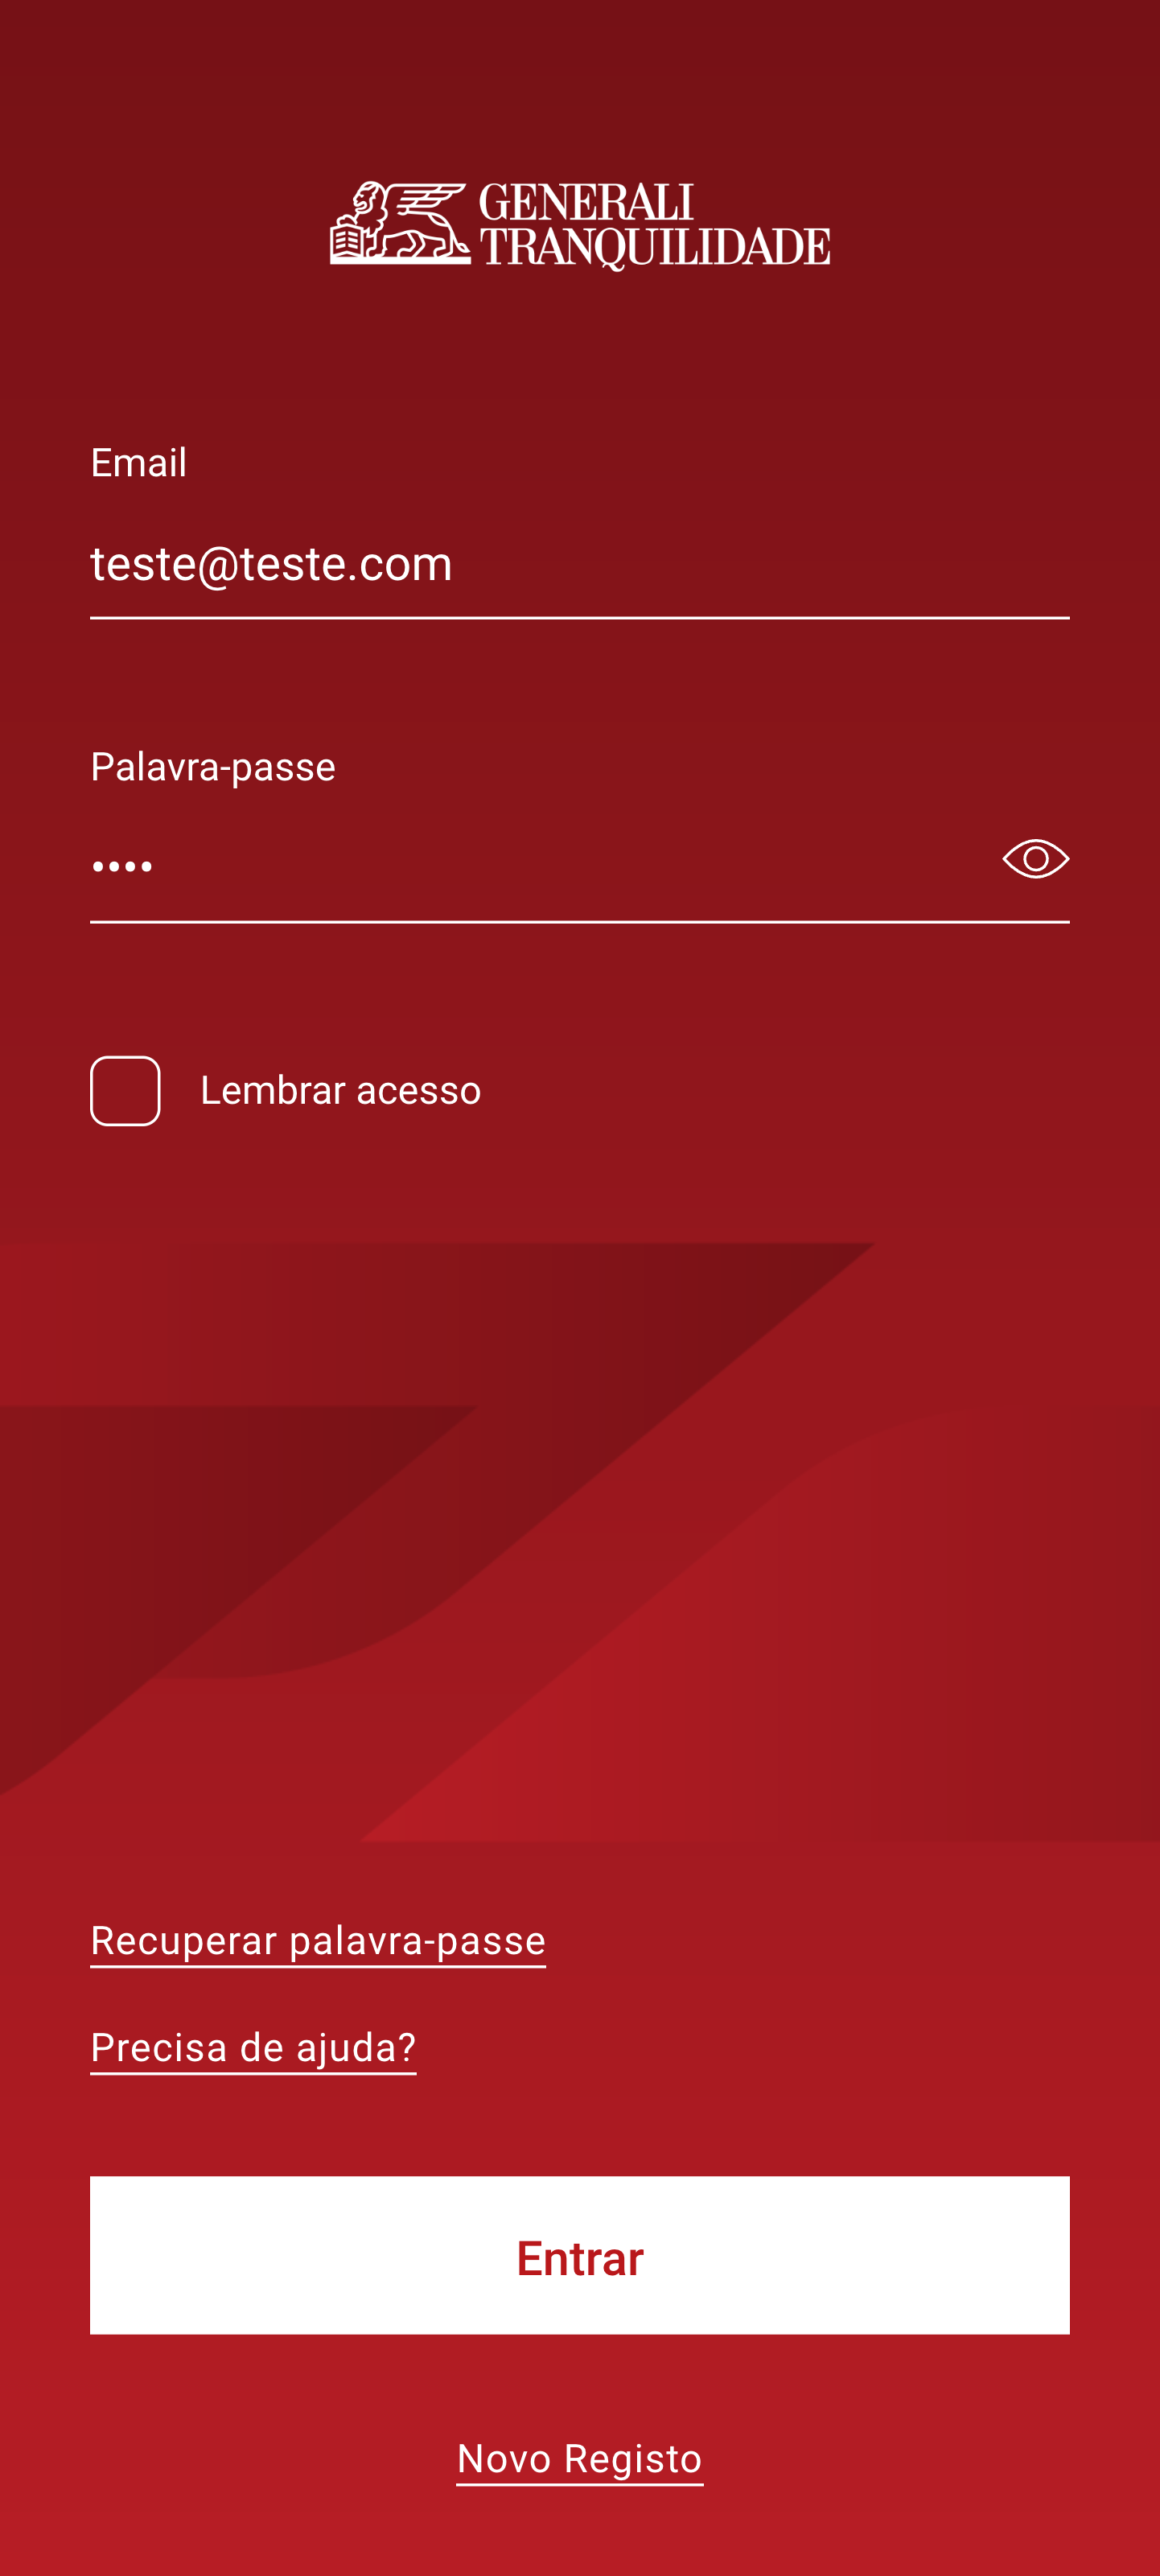 GENERALI
TRANQUILIDADE
Email
teste@teste.com
Palavra-passe
••••
Lembrar acesso
Recuperar palavra-passe
Precisa de ajuda?
Entrar
Novo Registo